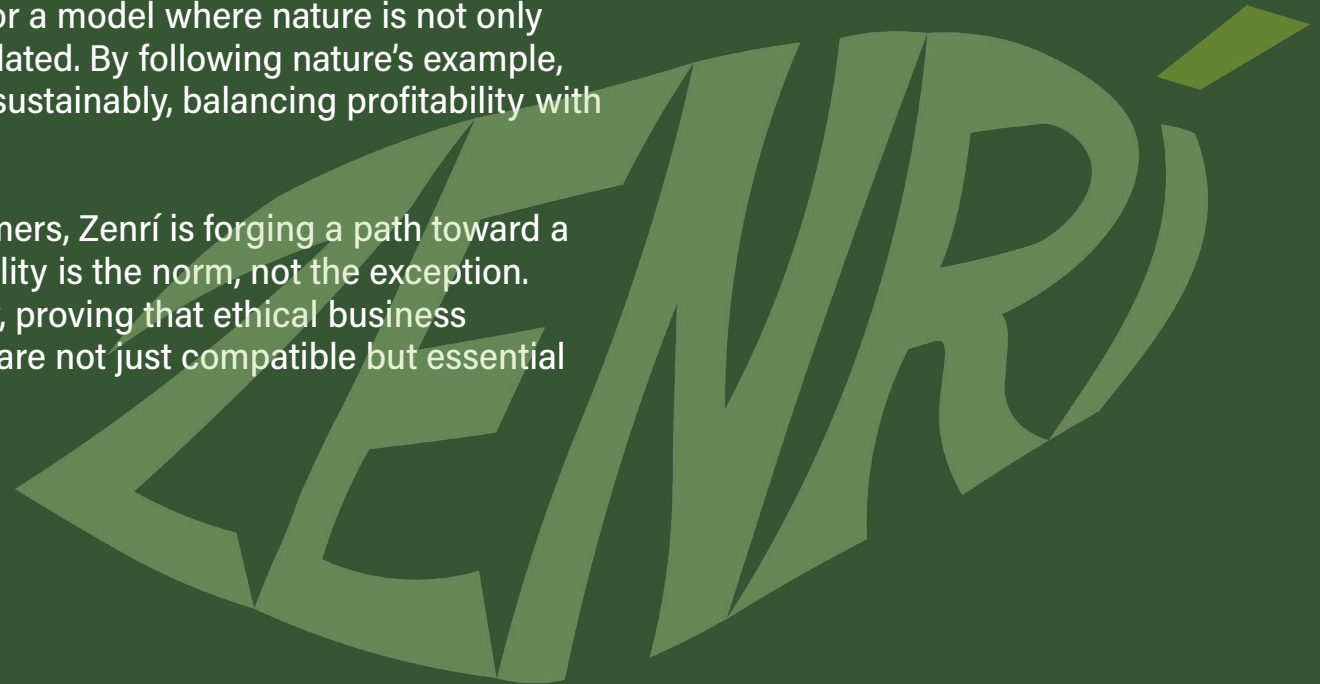 or a model where nature is not only
lated. By following nature’s example,
sustainably, balancing profitability with
mers, Zenrí is forging a path toward a
lity is the norm, not the exception.
, proving that ethical business
are not just compatible but essential
ZENRÍ